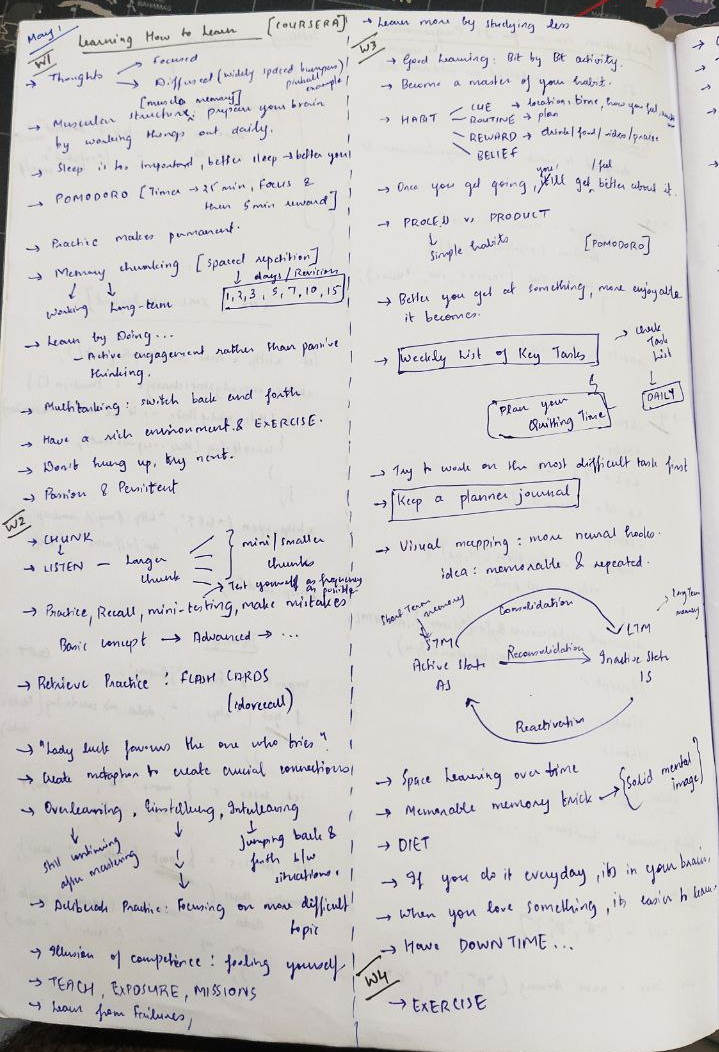 May 1
Learning How to Learn [COURSERA]
W1
→ Thoughts → Focused
→ Diffused (widely spaced bumpers)
pinball example
[muscle memory]
→ Muscular structure, prepare your brain
by working things out daily.
→ Sleep is too important, better sleep → better you
→ POMODORO [Timer → 25 min, Focus &
then 5 min reward]
→ Practice makes permanent.
→ Memory chunking [Spaced repetition]
working Long-term
days/Revision
1, 2, 3, 5, 7, 10, 15
→ Learn by Doing...
- Active engagement rather than passive
thinking.
→ Multitasking: switch back and forth
→ Have a rich environment & EXERCISE.
→ Don't hung up, try next.
→ Passion & Persistent
W2
→ CHUNK
→ LISTEN - Larger chunk
mini/smaller
chunks
→ Test yourself as frequency
as possible
→ Practice, Recall, mini-testing, make mistakes
Basic concept → Advanced → ...
→ Retrieve Practice: FLASH CARDS
(idorecall)
→ "Lady luck favours the one who tries".
→ Create metaphor to create crucial connections
→ Overlearning, Einstellung, Interleaving
still continuing
after mastering
Jumping back &
forth b/w
situations.
→ Deliberate Practice: Focusing on more difficult
topic
→ Illusion of competence: fooling yourself
→ TEACH, EXPOSURE, MISSIONS
→ Learn from Failures,
→ Learn more by studying less
W3
→ Good Learning: Bit by Bt activity.
→ Become a master of your habit.
→ HABIT
CUE → location, time, how you feel,
ROUTINE → plan
REWARD → drink/food/video/praise
BELIEF
→ Once you get going, you'll get / feel better about it.
→ PROCESS vs PRODUCT
simple habits
[POMODORO]
→ Better you get at something, more enjoyable
it becomes.
→ Weekly List of Key Tasks
→ check
Task
List
DAILY
Plan your
Quitting Time
→ Try to work on the most difficult task first
→ Keep a planner journal
→ Visual mapping: more neural hooks.
idea: memorable & repeated.
Short Term
memory
Consolidation
Long Term
memory
STM
LTM
Active State
Reconsolidation
Inactive State
AS
IS
Reactivation
→ Space Learning over time
→ Memorable memory trick → {Solid mental
image}
→ DIET
→ If you do it everyday, its in your brain.
→ When you love something, its easier to learn.
→ Have DOWNTIME...
W4
→ EXERCISE